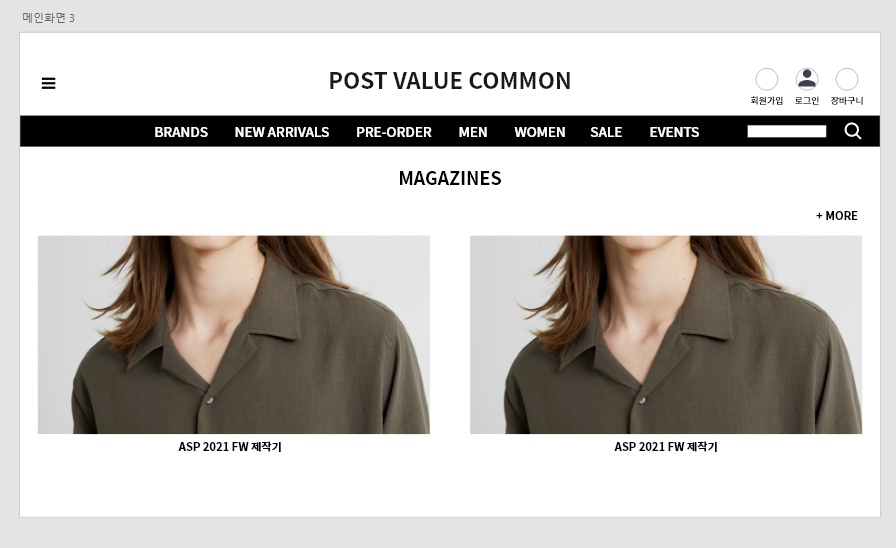 메인화면 3
POST VALUE COMMON
회원가입 로그인 장바구니
BRANDS NEW ARRIVALS PRE-ORDER MEN WOMEN SALE EVENTS
MAGAZINES
+ MORE
ASP 2021 FW 제작기 ASP 2021 FW 제작기